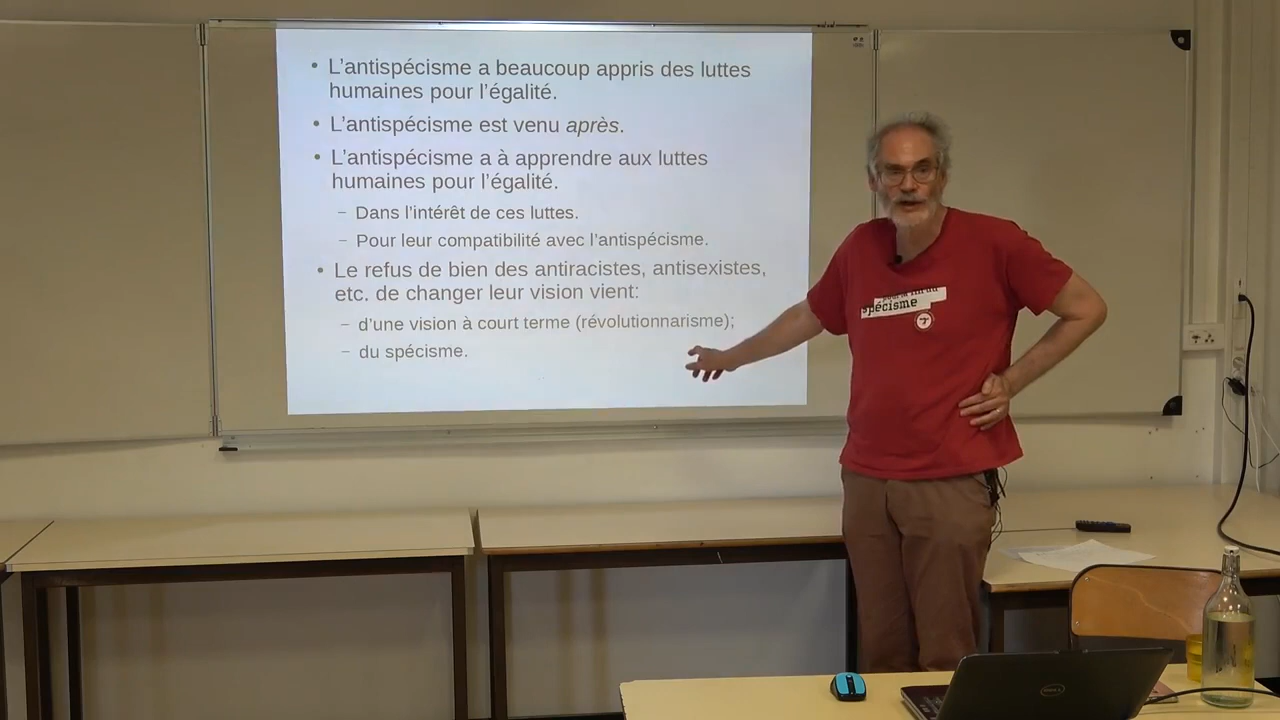 • L'antispécisme a beaucoup appris des luttes
humaines pour l'égalité.
• L'antispécisme est venu après.
• L'antispécisme a à apprendre aux luttes
humaines pour l'égalité.
– Dans l'intérêt de ces luttes.
– Pour leur compatibilité avec l'antispécisme.
• Le refus de bien des antiracistes, antisexistes,
etc. de changer leur vision vient:
– d'une vision à court terme (révolutionnarisme);
– du spécisme.
spécisme
DELL